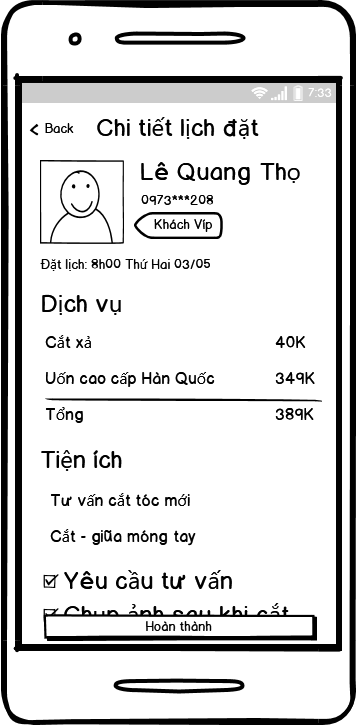 7:33
Back Chi tiết lịch đặt
Lê Quang Thọ
0973***208
Khách Víp
Đặt lịch: 8h00 Thứ Hai 03/05
Dịch vụ
Cắt xả 40K
Uốn cao cấp Hàn Quốc 349K
Tổng 389K
Tiện ích
Tư vấn cắt tóc mới
Cắt - giũa móng tay
Yêu cầu tư vấn
Chụp ảnh sau khi cắt
Hoàn thành